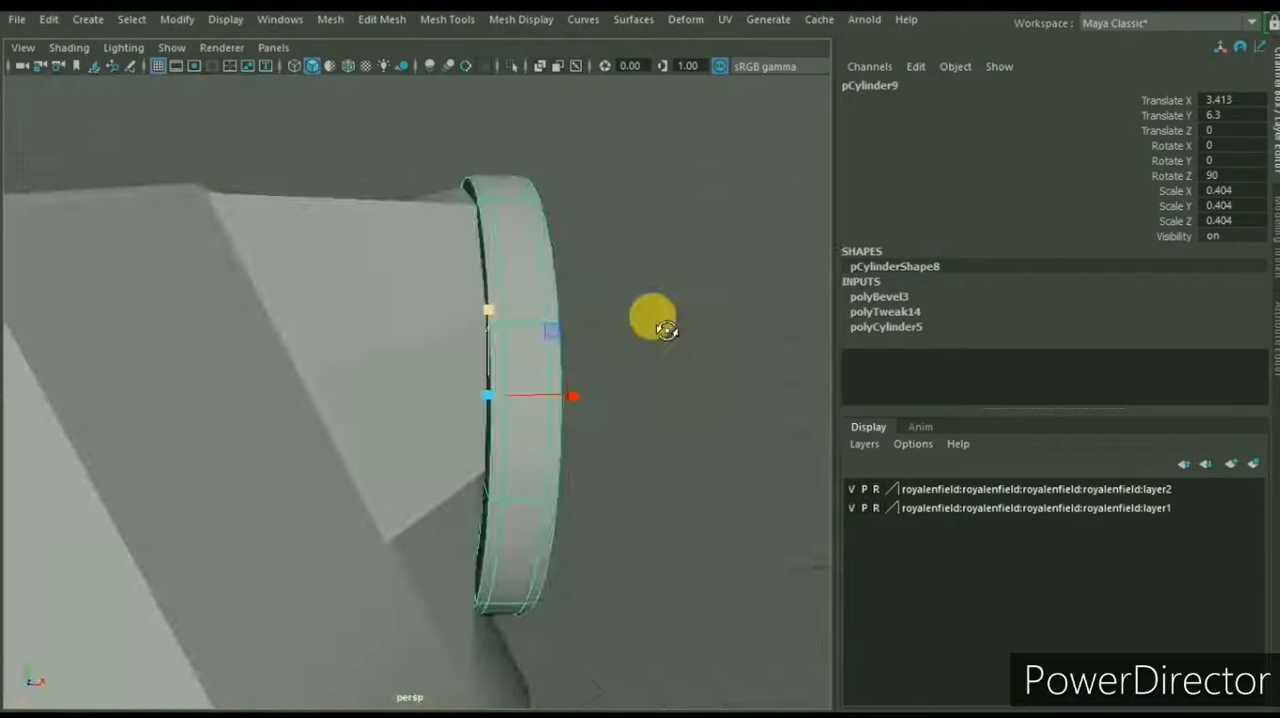 File Edit Create Select Modify Display Windows Mesh Edit Mesh Mesh Tools Mesh Display Curves Surfaces Deform UV Generate Cache Arnold Help
Workspace : Maya Classic*
View Shading Lighting Show Renderer Panels
0.00 1.00 sRGB gamma
Channels Edit Object Show
pCylinder9
Translate X 3.413
Translate Y 6.3
Translate Z 0
Rotate X 0
Rotate Y 0
Rotate Z 90
Scale X 0.404
Scale Y 0.404
Scale Z 0.404
Visibility on
SHAPES
pCylinderShape8
INPUTS
polyBevel3
polyTweak14
polyCylinder5
Display Anim
Layers Options Help
V P R royalenfield:royalenfield:royalenfield:royalenfield:layer2
V P R royalenfield:royalenfield:royalenfield:royalenfield:layer1
persp
PowerDirector